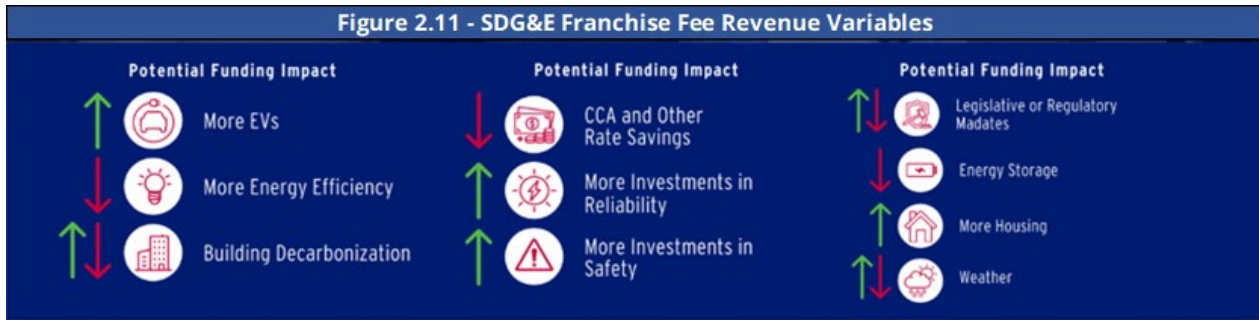 Figure 2.11 - SDG&E Franchise Fee Revenue Variables
Potential Funding Impact
More EVs
More Energy Efficiency
Building Decarbonization
Potential Funding Impact
CCA and Other
Rate Savings
More Investments in
Reliability
More Investments in
Safety
Potential Funding Impact
Legislative or Regulatory
Madates
Energy Storage
More Housing
Weather